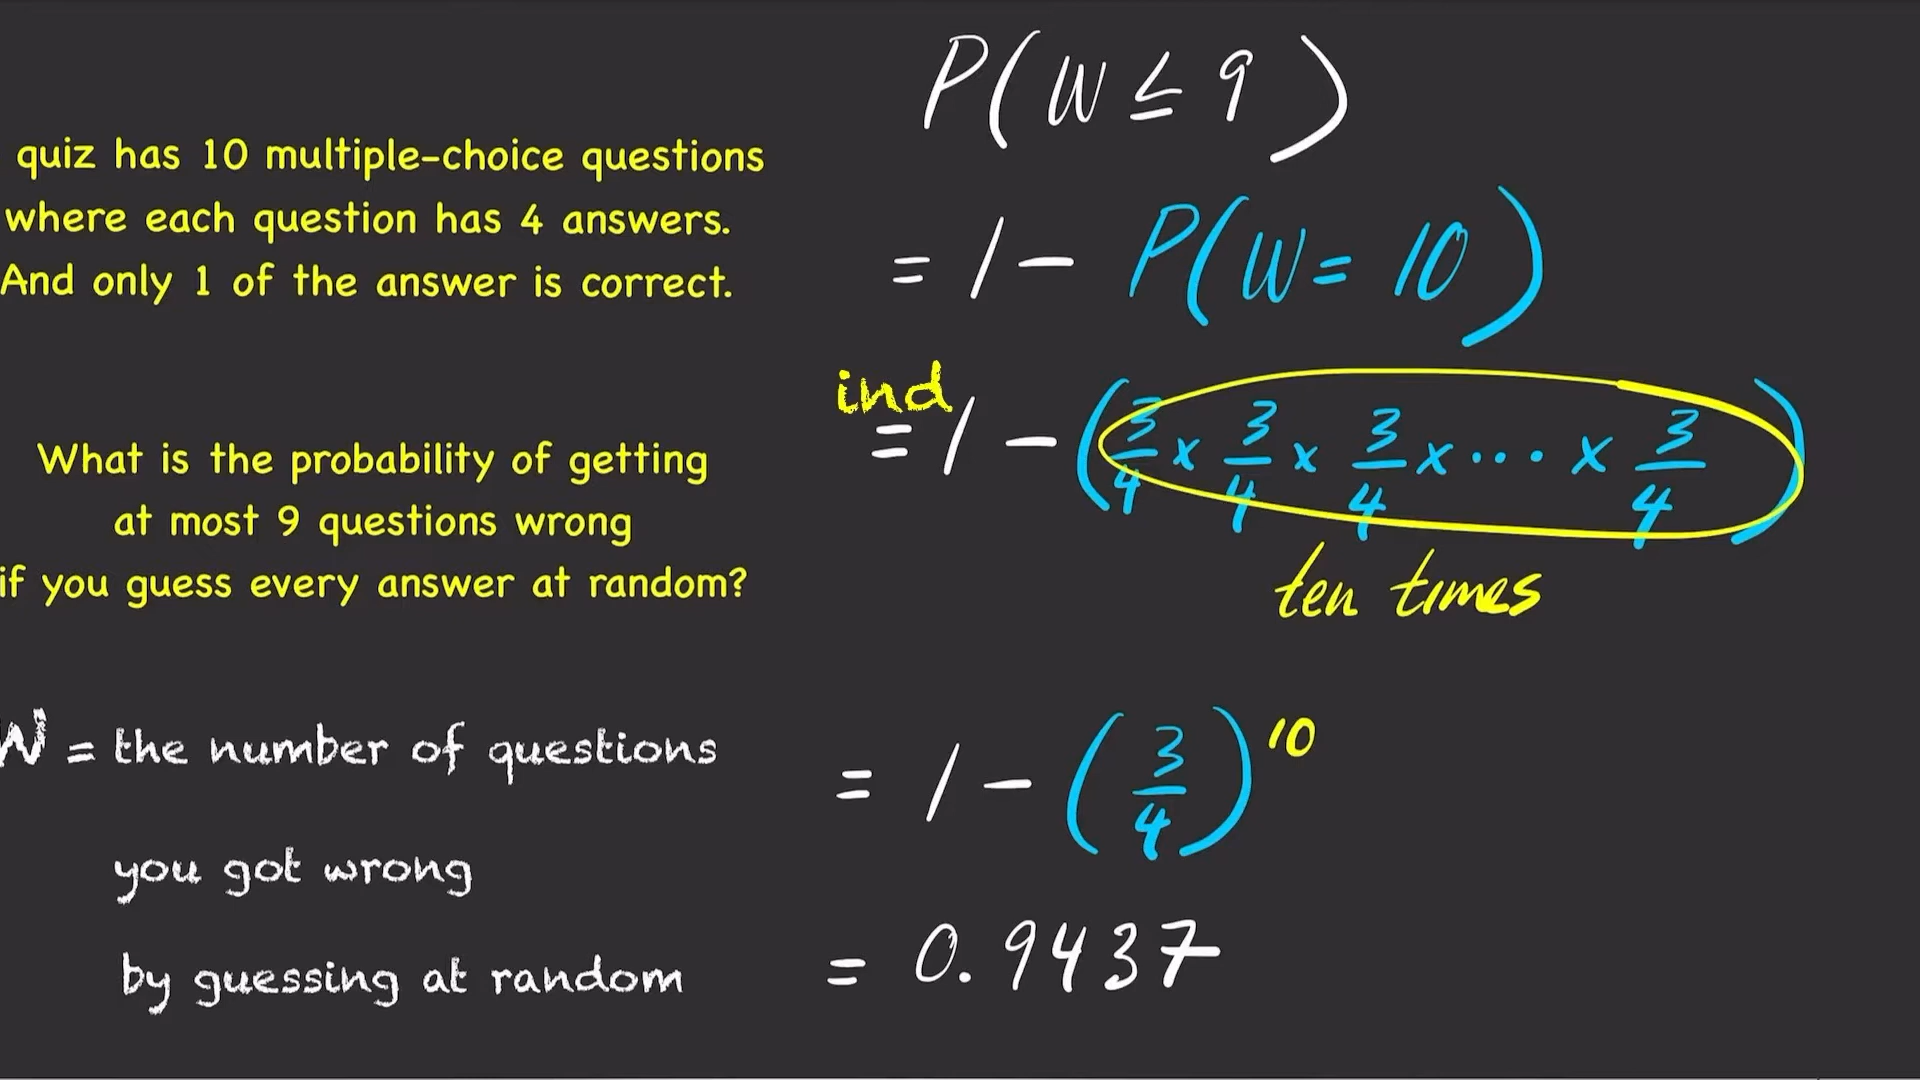 quiz has 10 multiple-choice questions
where each question has 4 answers.
And only 1 of the answer is correct.
What is the probability of getting
at most 9 questions wrong
if you guess every answer at random?
W = the number of questions
you got wrong
by guessing at random
P(W ≤ 9)
= 1 - P(W = 10)
ind
= 1 - (3/4 x 3/4 x 3/4 x ... x 3/4)
ten times
= 1 - (3/4)^10
= 0.9437